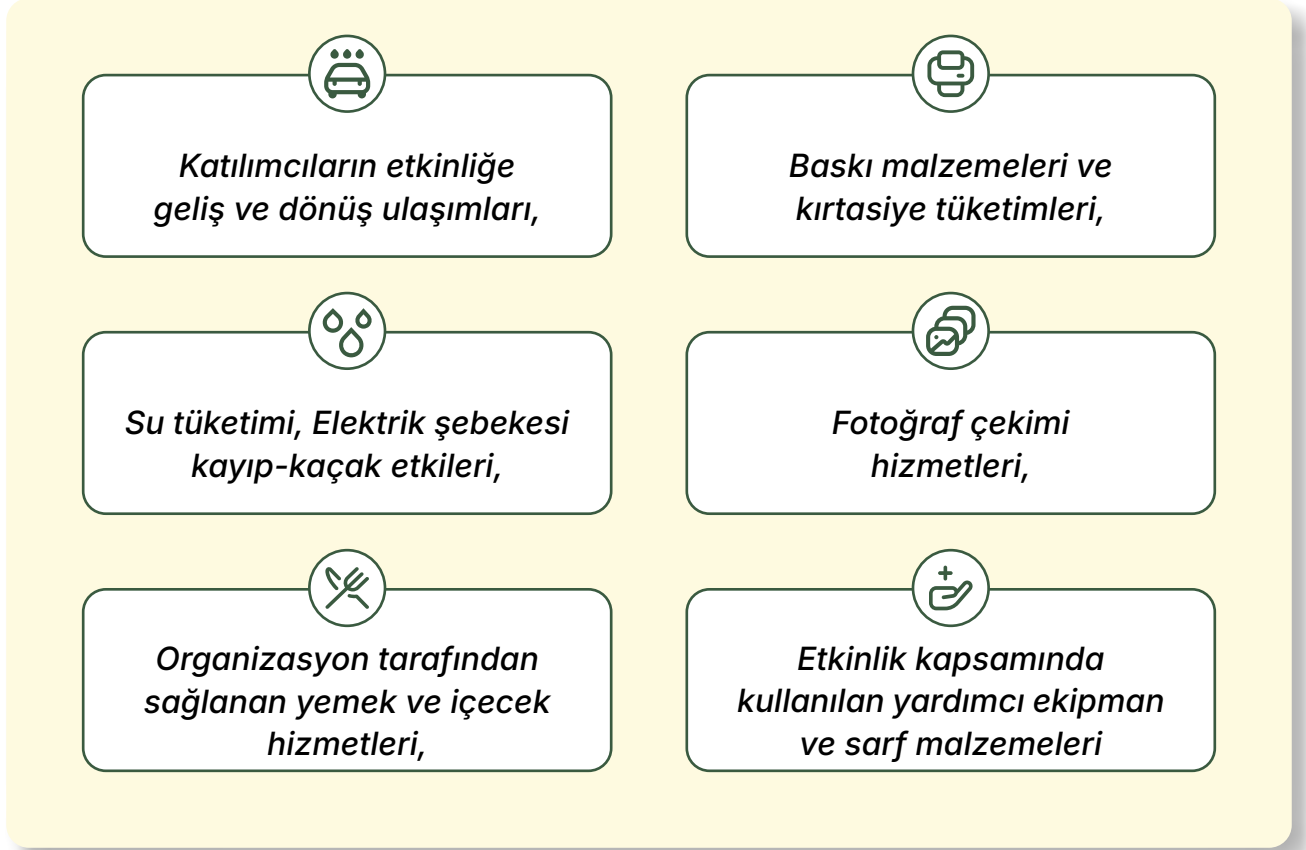 Katılımcıların etkinliğe
geliş ve dönüş ulaşımları,
Baskı malzemeleri ve
kırtasiye tüketimleri,
Su tüketimi, Elektrik şebekesi
kayıp-kaçak etkileri,
Fotoğraf çekimi
hizmetleri,
Organizasyon tarafından
sağlanan yemek ve içecek
hizmetleri,
Etkinlik kapsamında
kullanılan yardımcı ekipman
ve sarf malzemeleri